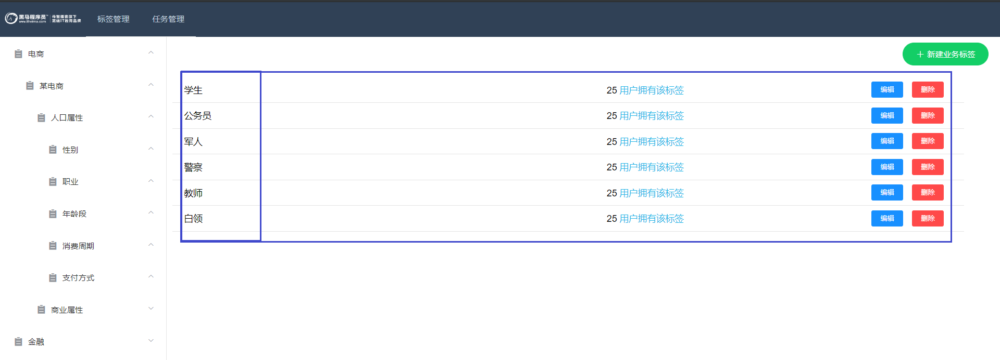 黑马程序员
www.itheima.com
传智播客旗下
高端IT教育品牌
标签管理
任务管理
电商
某电商
人口属性
性别
职业
年龄段
消费周期
支付方式
商业属性
金融
+ 新建业务标签
学生 25 用户拥有该标签 编辑 删除
公务员 25 用户拥有该标签 编辑 删除
军人 25 用户拥有该标签 编辑 删除
警察 25 用户拥有该标签 编辑 删除
教师 25 用户拥有该标签 编辑 删除
白领 25 用户拥有该标签 编辑 删除